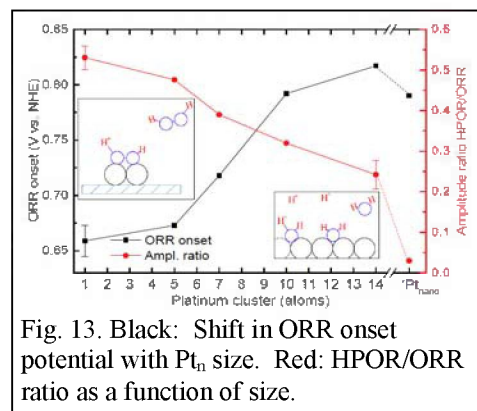 0.85
0.80
0.75
0.70
0.65
ORR onset (V vs. NHE)
0.6
0.5
0.4
0.3
0.2
0.1
0.0
Amplitude ratio HPOR/ORR
H H
H⁺ H
H⁺ H⁺ H H
H⁺ H H⁺ H
ORR onset
Ampl. ratio
1 2 3 4 5 6 7 8 9 10 11 12 13 14 "Pt_nano
Platinum cluster (atoms)
Fig. 13. Black: Shift in ORR onset
potential with Ptₙ size. Red: HPOR/ORR
ratio as a function of size.